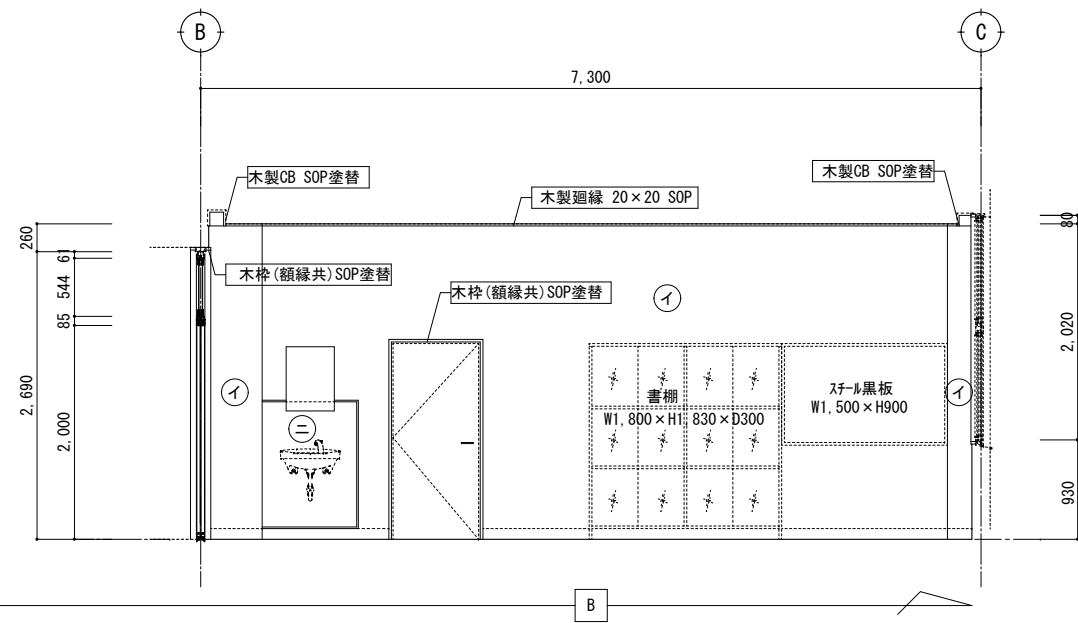 B
C
7,300
木製CB SOP塗替
木製CB SOP塗替
木製廻縁 20×20 SOP
260
61
544
85
2,690
2,000
木枠(額縁共)SOP塗替
木枠(額縁共)SOP塗替
イ
イ
イ
ニ
書棚
W1,800×H1,830×D300
スチール黒板
W1,500×H900
80
2,020
930
B